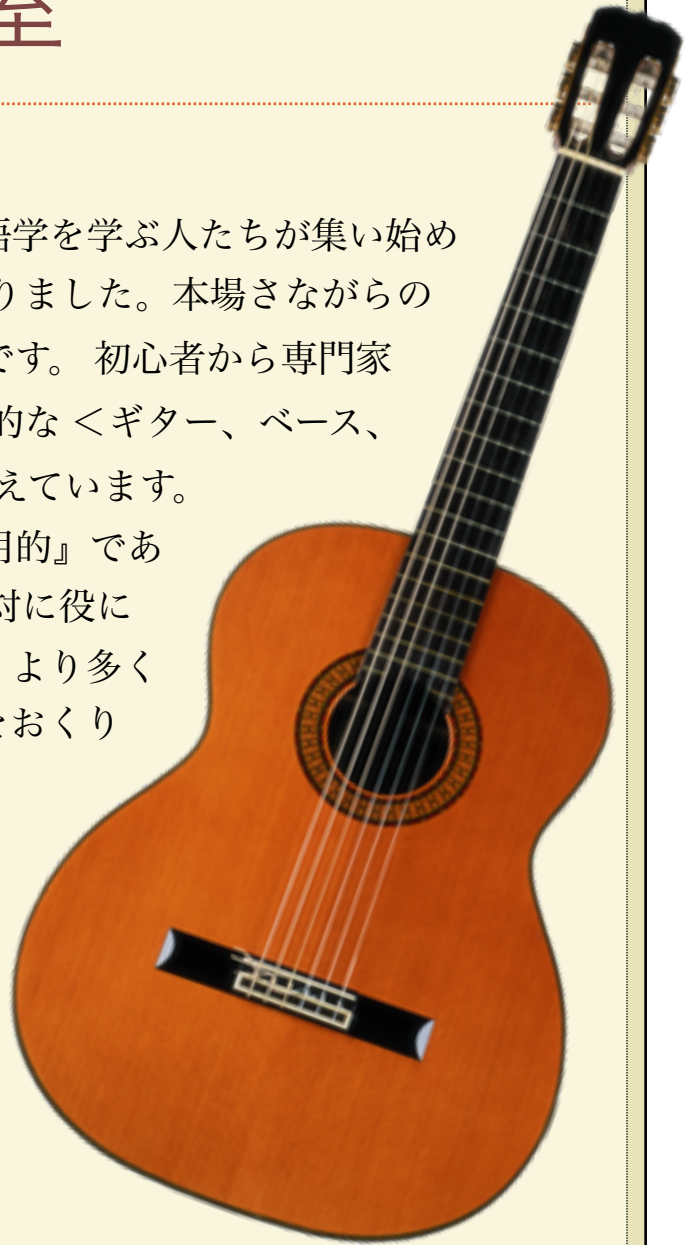 室
語学を学ぶ人たちが集い始め
りました。本場さながらの
です。 初心者から専門家
的な ＜ギター、ベース、
えています。
用的』であ
対に役に
より多く
をおくり